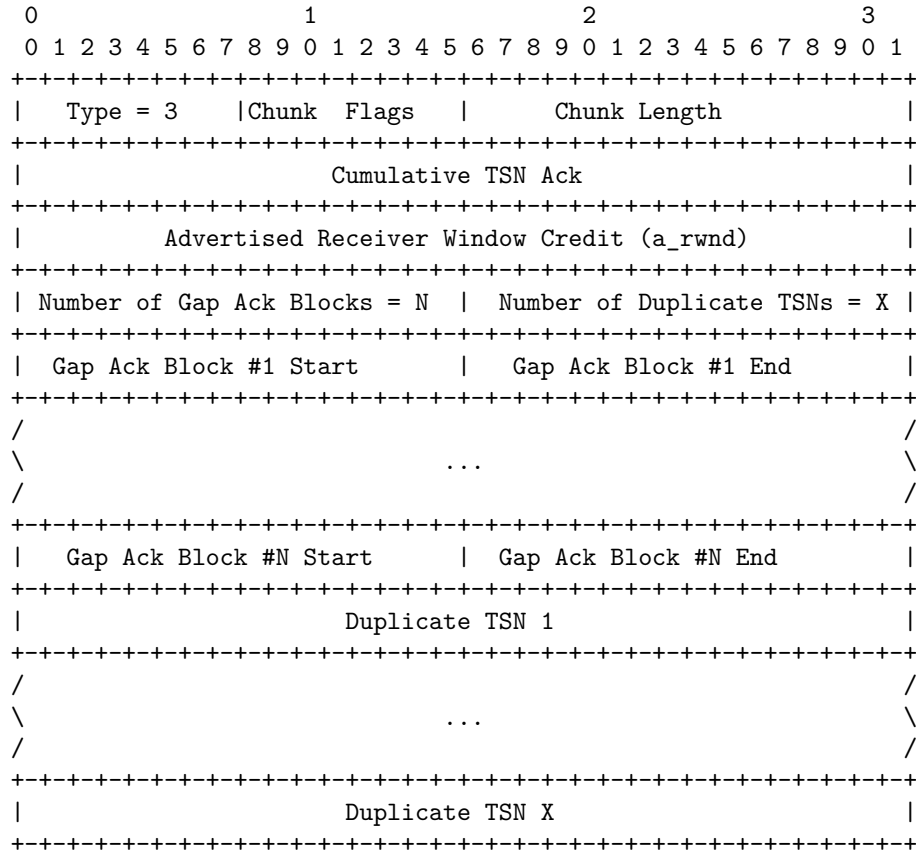 0                   1                   2                   3
 0 1 2 3 4 5 6 7 8 9 0 1 2 3 4 5 6 7 8 9 0 1 2 3 4 5 6 7 8 9 0 1
+-+-+-+-+-+-+-+-+-+-+-+-+-+-+-+-+-+-+-+-+-+-+-+-+-+-+-+-+-+-+-+-+
|   Type = 3    |Chunk  Flags   |      Chunk Length             |
+-+-+-+-+-+-+-+-+-+-+-+-+-+-+-+-+-+-+-+-+-+-+-+-+-+-+-+-+-+-+-+-+
|                      Cumulative TSN Ack                       |
+-+-+-+-+-+-+-+-+-+-+-+-+-+-+-+-+-+-+-+-+-+-+-+-+-+-+-+-+-+-+-+-+
|          Advertised Receiver Window Credit (a_rwnd)           |
+-+-+-+-+-+-+-+-+-+-+-+-+-+-+-+-+-+-+-+-+-+-+-+-+-+-+-+-+-+-+-+-+
| Number of Gap Ack Blocks = N  |  Number of Duplicate TSNs = X |
+-+-+-+-+-+-+-+-+-+-+-+-+-+-+-+-+-+-+-+-+-+-+-+-+-+-+-+-+-+-+-+-+
|  Gap Ack Block #1 Start       |   Gap Ack Block #1 End        |
+-+-+-+-+-+-+-+-+-+-+-+-+-+-+-+-+-+-+-+-+-+-+-+-+-+-+-+-+-+-+-+-+
/                                                               /
\                              ...                              \
/                                                               /
+-+-+-+-+-+-+-+-+-+-+-+-+-+-+-+-+-+-+-+-+-+-+-+-+-+-+-+-+-+-+-+-+
|   Gap Ack Block #N Start      |  Gap Ack Block #N End         |
+-+-+-+-+-+-+-+-+-+-+-+-+-+-+-+-+-+-+-+-+-+-+-+-+-+-+-+-+-+-+-+-+
|                       Duplicate TSN 1                         |
+-+-+-+-+-+-+-+-+-+-+-+-+-+-+-+-+-+-+-+-+-+-+-+-+-+-+-+-+-+-+-+-+
/                                                               /
\                              ...                              \
/                                                               /
+-+-+-+-+-+-+-+-+-+-+-+-+-+-+-+-+-+-+-+-+-+-+-+-+-+-+-+-+-+-+-+-+
|                       Duplicate TSN X                         |
+-+-+-+-+-+-+-+-+-+-+-+-+-+-+-+-+-+-+-+-+-+-+-+-+-+-+-+-+-+-+-+-+